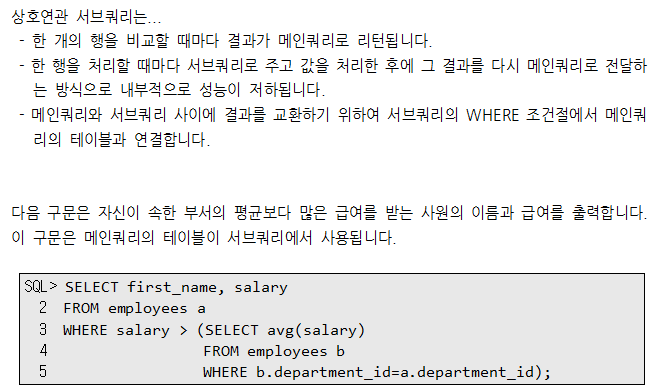 상호연관 서브쿼리는...
- 한 개의 행을 비교할 때마다 결과가 메인쿼리로 리턴됩니다.
- 한 행을 처리할 때마다 서브쿼리로 주고 값을 처리한 후에 그 결과를 다시 메인쿼리로 전달하
는 방식으로 내부적으로 성능이 저하됩니다.
- 메인쿼리와 서브쿼리 사이에 결과를 교환하기 위하여 서브쿼리의 WHERE 조건절에서 메인쿼
리의 테이블과 연결합니다.
다음 구문은 자신이 속한 부서의 평균보다 많은 급여를 받는 사원의 이름과 급여를 출력합니다.
이 구문은 메인쿼리의 테이블이 서브쿼리에서 사용됩니다.
SQL> SELECT first_name, salary
2 FROM employees a
3 WHERE salary > (SELECT avg(salary)
4 FROM employees b
5 WHERE b.department_id=a.department_id);